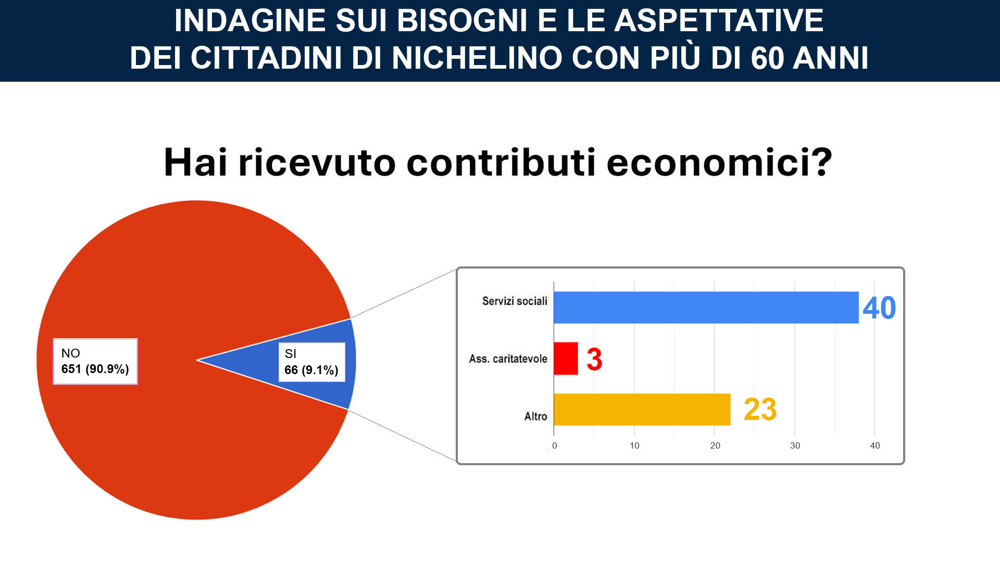 INDAGINE SUI BISOGNI E LE ASPETTATIVE
DEI CITTADINI DI NICHELINO CON PIÙ DI 60 ANNI
Hai ricevuto contributi economici?
NO
651 (90.9%)
SI
66 (9.1%)
Servizi sociali
40
Ass. caritatevole
3
Altro
23
0 10 20 30 40